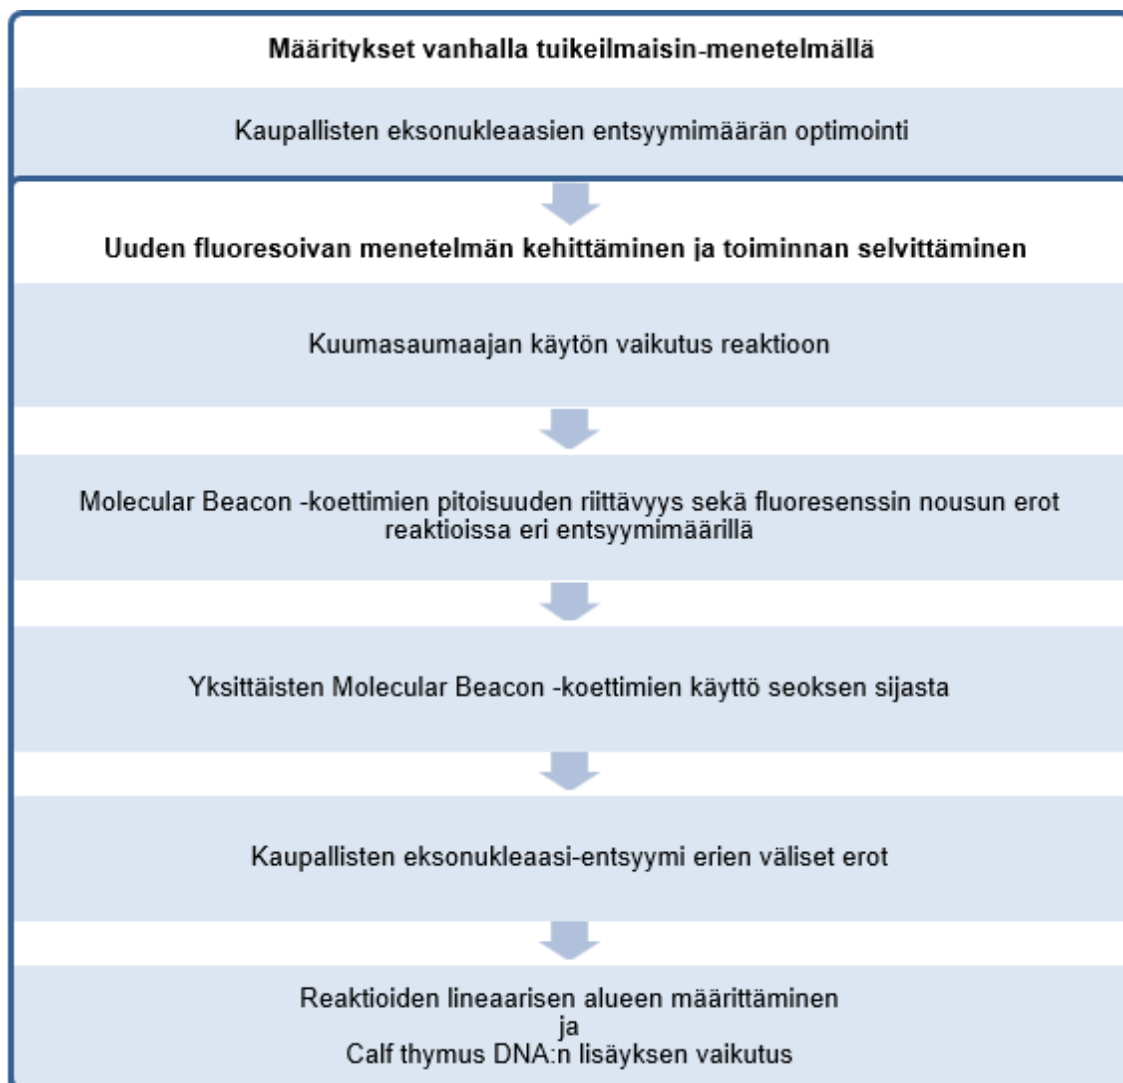 Määritykset vanhalla tuikeilmaisin-menetelmällä
Kaupallisten eksonukleaasien entsyymimäärän optimointi
Uuden fluoresoivan menetelmän kehittäminen ja toiminnan selvittäminen
Kuumasaumaajan käytön vaikutus reaktioon
Molecular Beacon -koettimien pitoisuuden riittävyys sekä fluoresenssin nousun erot
reaktioissa eri entsyymimäärillä
Yksittäisten Molecular Beacon -koettimien käyttö seoksen sijasta
Kaupallisten eksonukleaasi-entsyymi erien väliset erot
Reaktioiden lineaarisen alueen määrittäminen
ja
Calf thymus DNA:n lisäyksen vaikutus